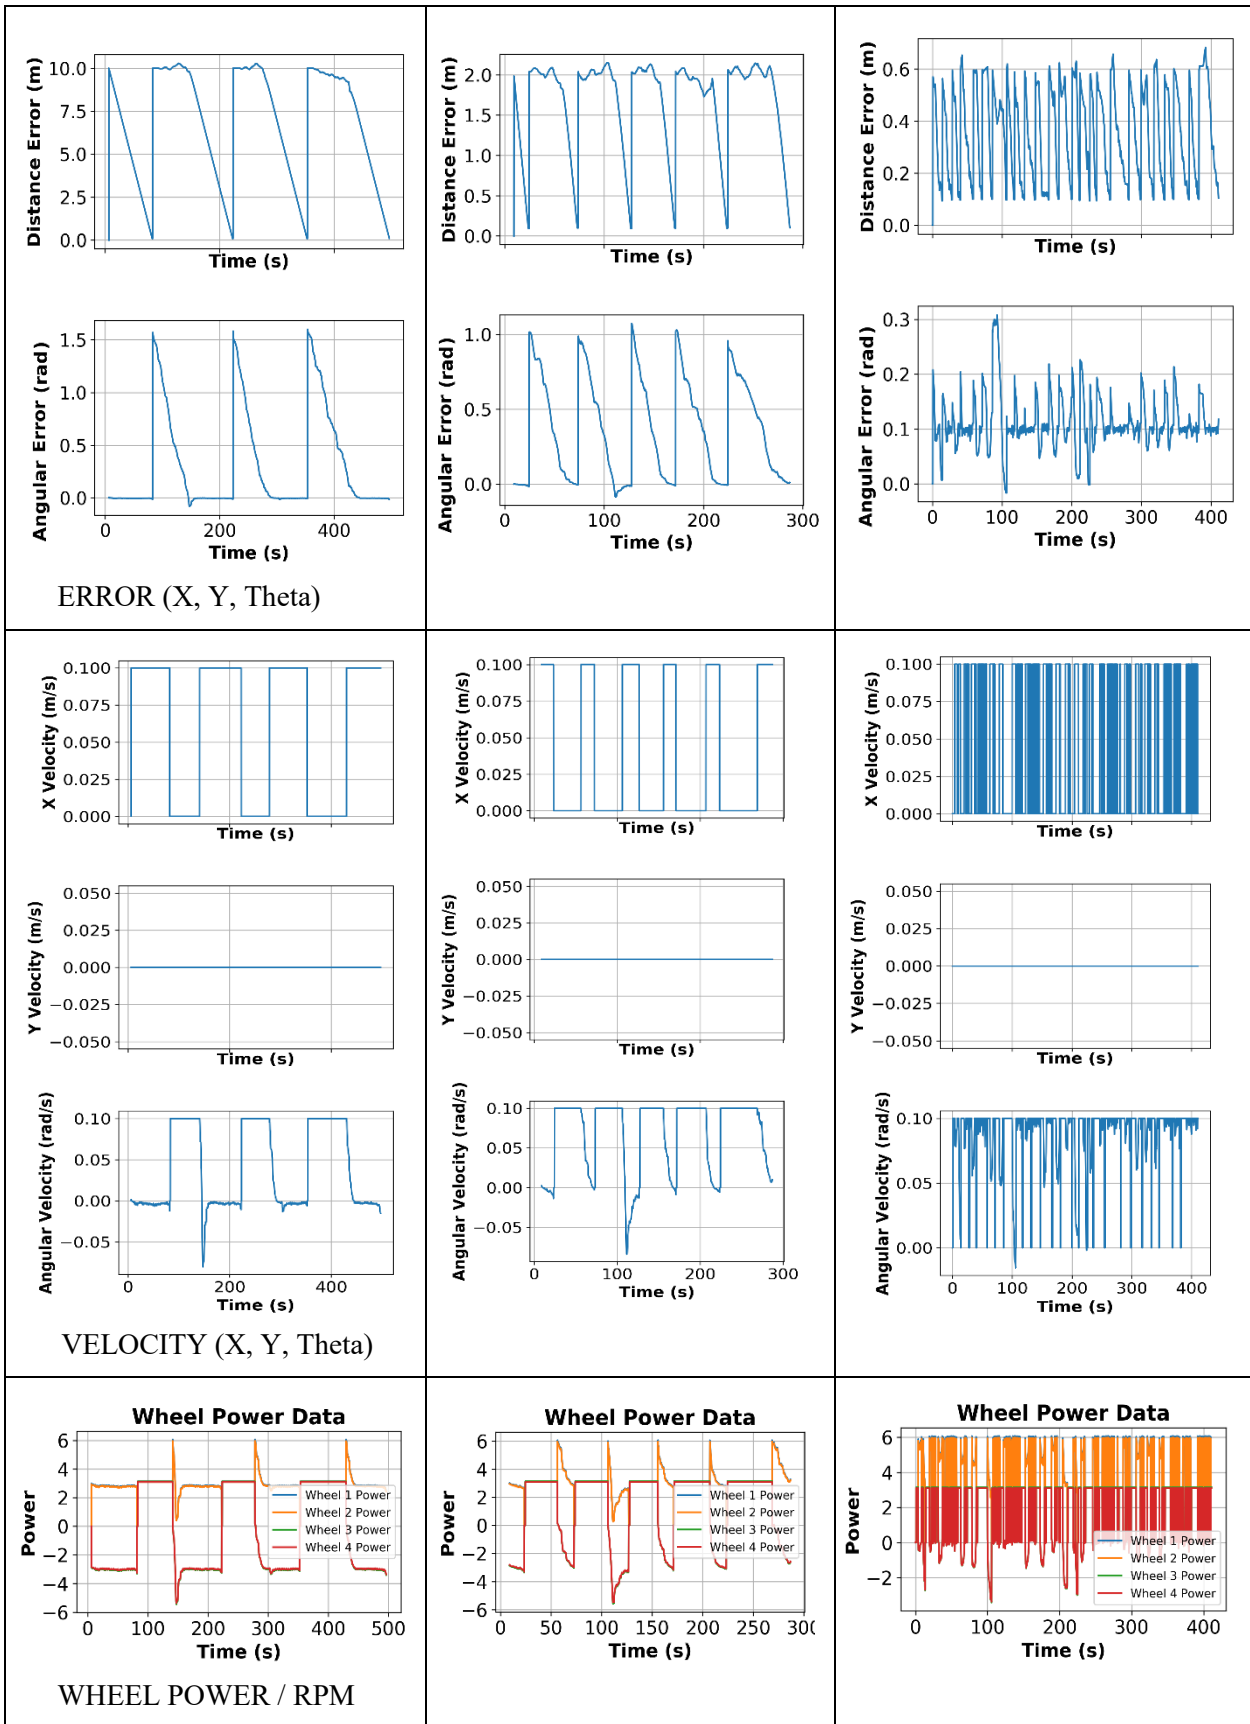 Distance Error (m)
10.0
7.5
5.0
2.5
0.0
Time (s)
Angular Error (rad)
1.5
1.0
0.5
0.0
0 200 400
Time (s)
ERROR (X, Y, Theta)
Distance Error (m)
2.0
1.5
1.0
0.5
0.0
Time (s)
Angular Error (rad)
1.0
0.5
0.0
0 100 200 300
Time (s)
Distance Error (m)
0.6
0.4
0.2
0.0
Time (s)
Angular Error (rad)
0.3
0.2
0.1
0.0
0 100 200 300 400
Time (s)
X Velocity (m/s)
0.100
0.075
0.050
0.025
0.000
Time (s)
Y Velocity (m/s)
0.050
0.025
0.000
−0.025
−0.050
Time (s)
Angular Velocity (rad/s)
0.10
0.05
0.00
−0.05
0 200 400
Time (s)
VELOCITY (X, Y, Theta)
X Velocity (m/s)
0.100
0.075
0.050
0.025
0.000
Time (s)
Y Velocity (m/s)
0.050
0.025
0.000
−0.025
−0.050
Time (s)
Angular Velocity (rad/s)
0.10
0.05
0.00
−0.05
0 100 200 300
Time (s)
X Velocity (m/s)
0.100
0.075
0.050
0.025
0.000
Time (s)
Y Velocity (m/s)
0.050
0.025
0.000
−0.025
−0.050
Time (s)
Angular Velocity (rad/s)
0.10
0.05
0.00
0 100 200 300 400
Time (s)
Wheel Power Data
Power
6
4
2
0
−2
−4
−6
Wheel 1 Power
Wheel 2 Power
Wheel 3 Power
Wheel 4 Power
0 100 200 300 400 500
Time (s)
WHEEL POWER / RPM
Wheel Power Data
Power
6
4
2
0
−2
−4
−6
Wheel 1 Power
Wheel 2 Power
Wheel 3 Power
Wheel 4 Power
0 50 100 150 200 250 300
Time (s)
Wheel Power Data
Power
6
4
2
0
−2
Wheel 1 Power
Wheel 2 Power
Wheel 3 Power
Wheel 4 Power
0 100 200 300 400
Time (s)